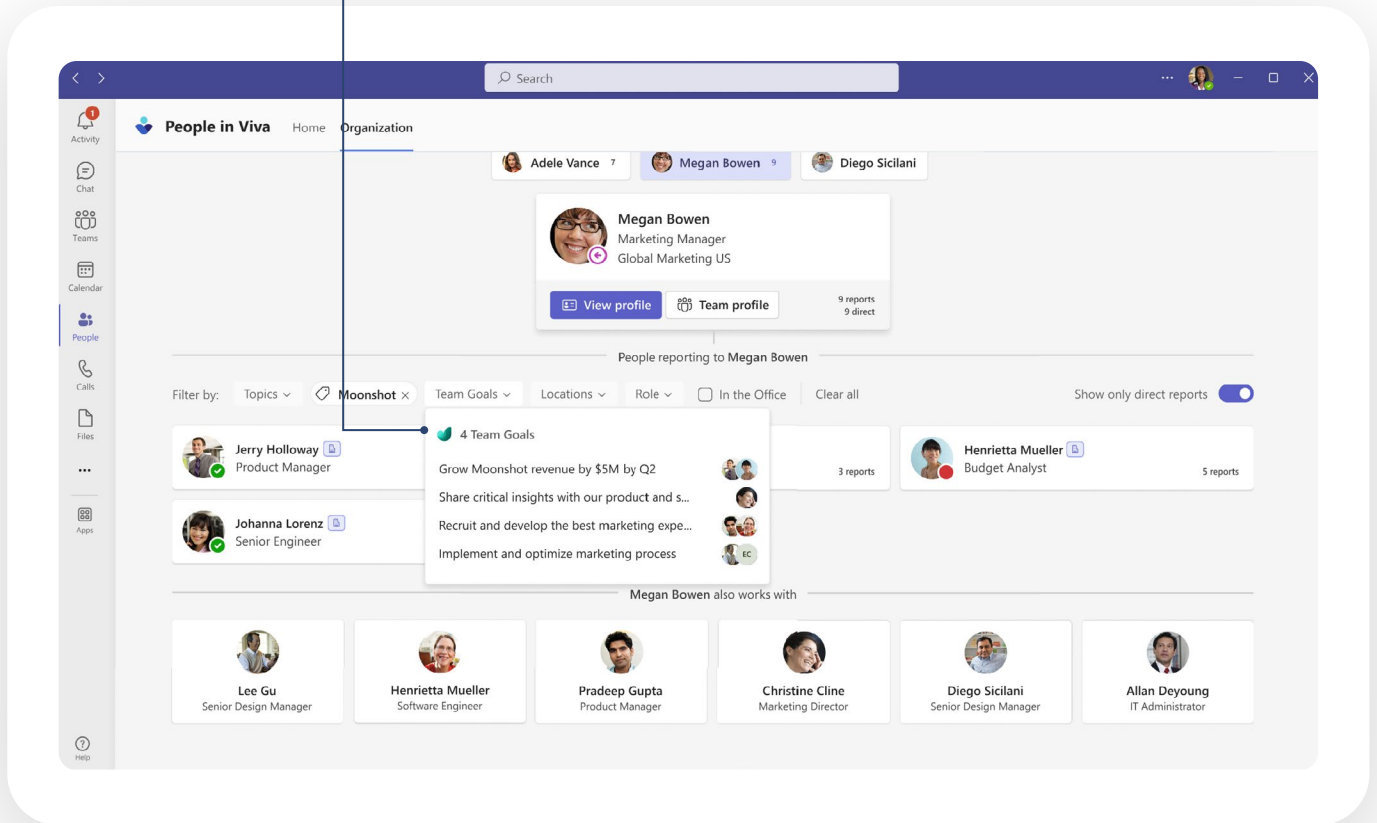 Search
1
Activity
People in Viva Home Organization
Adele Vance 7 Megan Bowen 9 Diego Sicilani
Chat
Megan Bowen
Teams
Marketing Manager
Global Marketing US
Calendar
View profile Team profile 9 reports
9 direct
People
People reporting to Megan Bowen
Calls
Filter by: Topics Moonshot × Team Goals Locations Role In the Office Clear all Show only direct reports
Files
4 Team Goals
Jerry Holloway
Product Manager
Grow Moonshot revenue by $5M by Q2
3 reports
Henrietta Mueller
Budget Analyst
5 reports
Share critical insights with our product and s...
Apps
Johanna Lorenz
Senior Engineer
Recruit and develop the best marketing expe...
Implement and optimize marketing process EC
Megan Bowen also works with
Lee Gu
Senior Design Manager
Henrietta Mueller
Software Engineer
Pradeep Gupta
Product Manager
Christine Cline
Marketing Director
Diego Sicilani
Senior Design Manager
Allan Deyoung
IT Administrator
Help